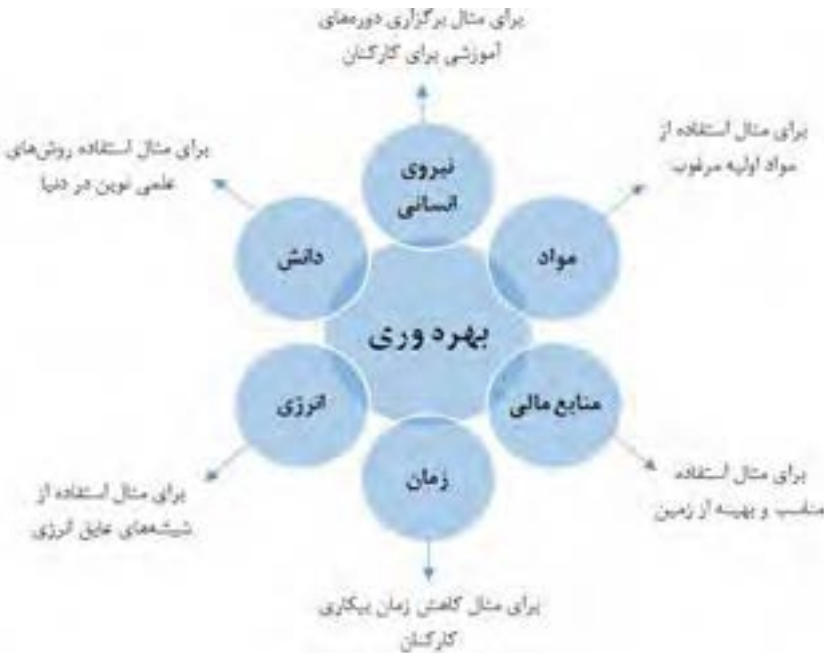 برای مثال برگزاری دوره‌های
آموزشی برای کارکنان
نیروی
انسانی
برای مثال استفاده از
مواد اولیه مرغوب
مواد
برای مثال استفاده روش‌های
علمی نوین در دنیا
دانش
بهره وری
منابع مالی
برای مثال استفاده
مناسب و بهینه از زمین
انرژی
برای مثال استفاده از
شیشه‌های عایق انرژی
زمان
برای مثال کاهش زمان بیکاری
کارکنان